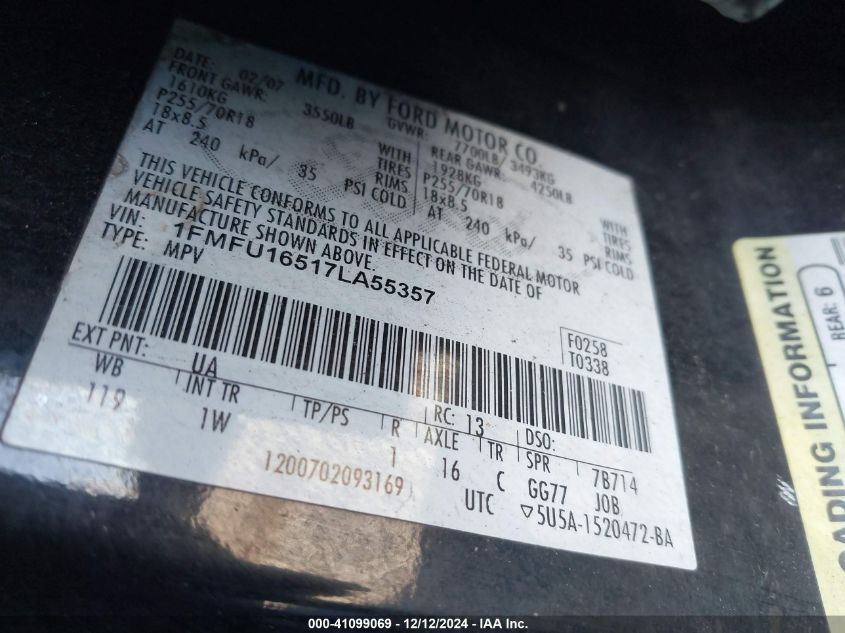 MFD. BY FORD MOTOR CO.
DATE: 02/07 GVWR: 7700LB/ 3493KG
FRONT GAWR: 3550LB REAR GAWR: 4250LB
1610KG WITH 1928KG WITH
P255/70R18 TIRES P255/70R18 TIRES
18x8.5 RIMS 18x8.5 RIMS
AT 240 kPa/ 35 PSI COLD AT 240 kPa/ 35 PSI COLD
THIS VEHICLE CONFORMS TO ALL APPLICABLE FEDERAL MOTOR
VEHICLE SAFETY STANDARDS IN EFFECT ON THE DATE OF
MANUFACTURE SHOWN ABOVE.
VIN: 1FMFU16517LA55357
TYPE: MPV
F0258
T0338
EXT PNT: UA RC: 13 DSO:
WB INT TR TP/PS R AXLE TR SPR
119 1W 1 16 C GG77 7B714 JOB
1200702093169 UTC ▽5U5A-1520472-BA
REAR: 6
OADING INFORMATION
000-41099069 - 12/12/2024 - IAA Inc.